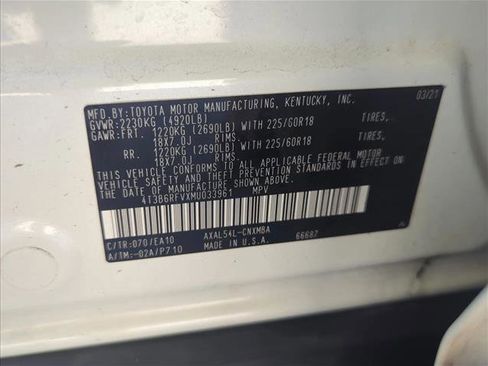 MFD.BY:TOYOTA MOTOR MANUFACTURING, KENTUCKY, INC. 03/21
GVWR:2230KG (4920LB)
GAWR:FRT. 1220KG (2690LB) WITH 225/60R18 TIRES,
18X7.0J RIMS,
RR. 1220KG (2690LB) WITH 225/60R18 TIRES,
18X7.0J RIMS,
THIS VEHICLE CONFORMS TO ALL APPLICABLE FEDERAL MOTOR
VEHICLE SAFETY, BUMPER, AND THEFT PREVENTION STANDARDS IN
EFFECT ON THE DATE OF MANUFACTURE SHOWN ABOVE.
4T3B6RFVXMU033961 MPV
C/TR:070/EA10 AXAL54L-CNXMBA 66687
A/TM:-02A/P710 MADE IN U.S.A.